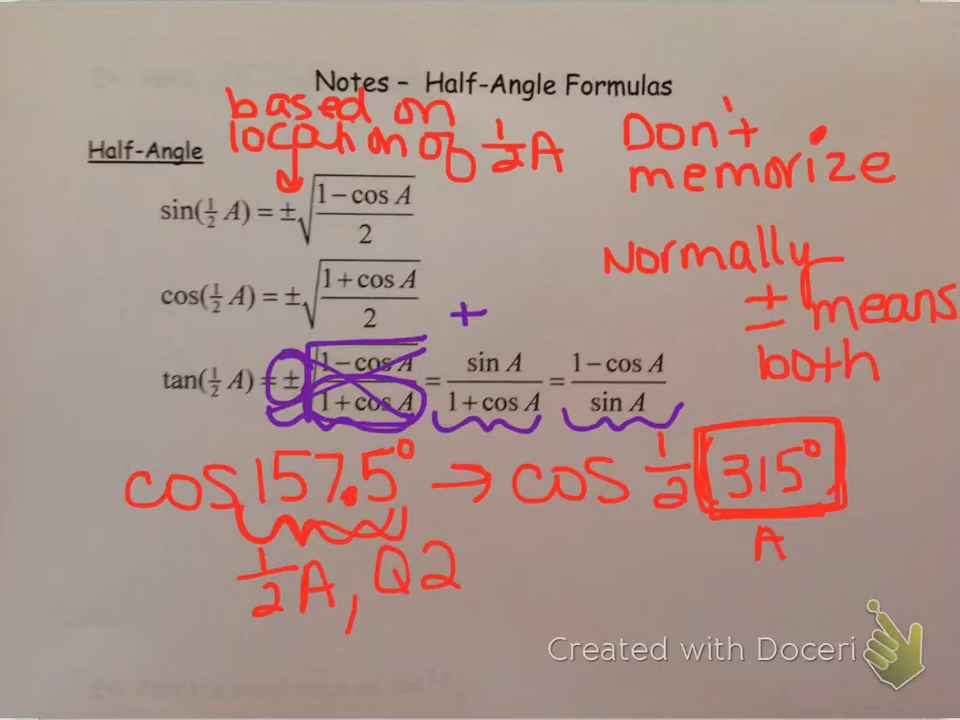 Notes – Half-Angle Formulas
based on
location of ½A
Don't
memorize
Half-Angle
sin(½ A) = ±√((1 − cos A)/2)
Normally
± means
both
cos(½ A) = ±√((1 + cos A)/2)
+
tan(½ A) = ±√((1 − cos A)/(1 + cos A)) = sin A/(1 + cos A) = (1 − cos A)/sin A
cos 157.5° → cos ½ (315°)
A
½A, Q2
Created with Doceri